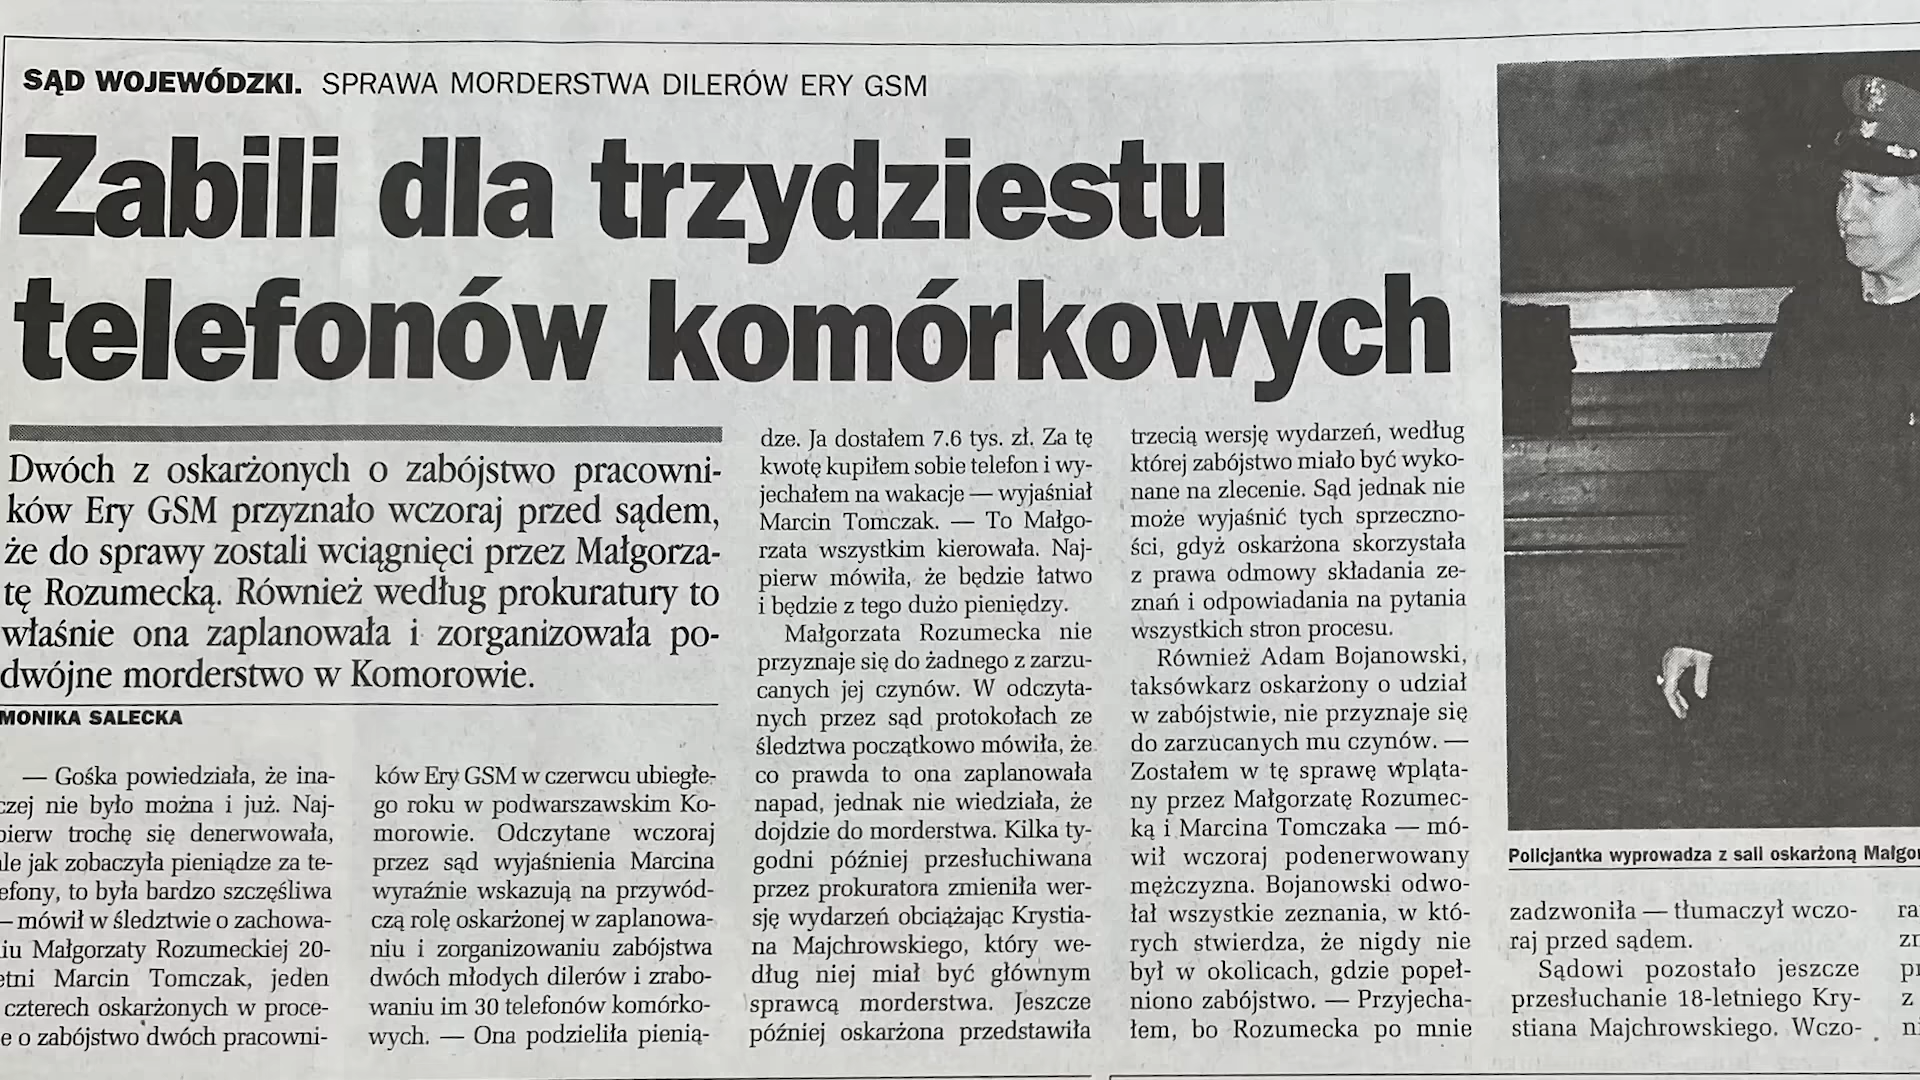 SĄD WOJEWÓDZKI. SPRAWA MORDERSTWA DILERÓW ERY GSM
Zabili dla trzydziestu
telefonów komórkowych
Dwóch z oskarżonych o zabójstwo pracowni-
ków Ery GSM przyznało wczoraj przed sądem,
że do sprawy zostali wciągnięci przez Małgorza-
tę Rozumecką. Również według prokuratury to
właśnie ona zaplanowała i zorganizowała po-
dwójne morderstwo w Komorowie.
MONIKA SALECKA
— Gośka powiedziała, że ina-
czej nie było można i już. Naj-
pierw trochę się denerwowała,
ale jak zobaczyła pieniądze za te-
lefony, to była bardzo szczęśliwa
— mówił w śledztwie o zachowa-
niu Małgorzaty Rozumeckiej 20-
letni Marcin Tomczak, jeden
czterech oskarżonych w proce-
e o zabójstwo dwóch pracowni-
ków Ery GSM w czerwcu ubiegłe-
go roku w podwarszawskim Ko-
morowie. Odczytane wczoraj
przez sąd wyjaśnienia Marcina
wyraźnie wskazują na przywód-
czą rolę oskarżonej w zaplanowa-
niu i zorganizowaniu zabójstwa
dwóch młodych dilerów i zrabo-
waniu im 30 telefonów komórko-
wych. — Ona podzieliła pienią-
dze. Ja dostałem 7.6 tys. zł. Za tę
kwotę kupiłem sobie telefon i wy-
jechałem na wakacje — wyjaśniał
Marcin Tomczak. — To Małgo-
rzata wszystkim kierowała. Naj-
pierw mówiła, że będzie łatwo
i będzie z tego dużo pieniędzy.
Małgorzata Rozumecka nie
przyznaje się do żadnego z zarzu-
canych jej czynów. W odczyta-
nych przez sąd protokołach ze
śledztwa początkowo mówiła, że
co prawda to ona zaplanowała
napad, jednak nie wiedziała, że
dojdzie do morderstwa. Kilka ty-
godni później przesłuchiwana
przez prokuratora zmieniła wer-
sję wydarzeń obciążając Krystia-
na Majchrowskiego, który we-
dług niej miał być głównym
sprawcą morderstwa. Jeszcze
później oskarżona przedstawiła
trzecią wersję wydarzeń, według
której zabójstwo miało być wyko-
nane na zlecenie. Sąd jednak nie
może wyjaśnić tych sprzeczno-
ści, gdyż oskarżona skorzystała
z prawa odmowy składania ze-
znań i odpowiadania na pytania
wszystkich stron procesu.
Również Adam Bojanowski,
taksówkarz oskarżony o udział
w zabójstwie, nie przyznaje się
do zarzucanych mu czynów. —
Zostałem w tę sprawę wpląta-
ny przez Małgorzatę Rozumec-
ką i Marcina Tomczaka — mó-
wił wczoraj podenerwowany
mężczyzna. Bojanowski odwo-
łał wszystkie zeznania, w któ-
rych stwierdza, że nigdy nie
był w okolicach, gdzie popeł-
niono zabójstwo. — Przyjecha-
łem, bo Rozumecka po mnie
Policjantka wyprowadza z sali oskarżoną Małgor
zadzwoniła — tłumaczył wczo-
raj przed sądem.
Sądowi pozostało jeszcze
przesłuchanie 18-letniego Kry-
stiana Majchrowskiego. Wczo-